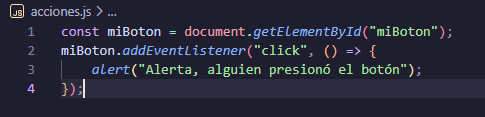 JS acciones.js > ...
1 const miBoton = document.getElementById("miBoton");
2 miBoton.addEventListener("click", () => {
3     alert("Alerta, alguien presionó el botón");
4 });